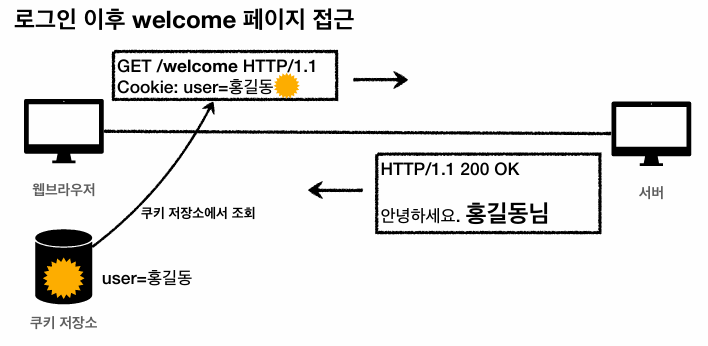 로그인 이후 welcome 페이지 접근
GET /welcome HTTP/1.1
Cookie: user=홍길동
웹브라우저
서버
HTTP/1.1 200 OK
안녕하세요. 홍길동님
쿠키 저장소에서 조회
user=홍길동
쿠키 저장소